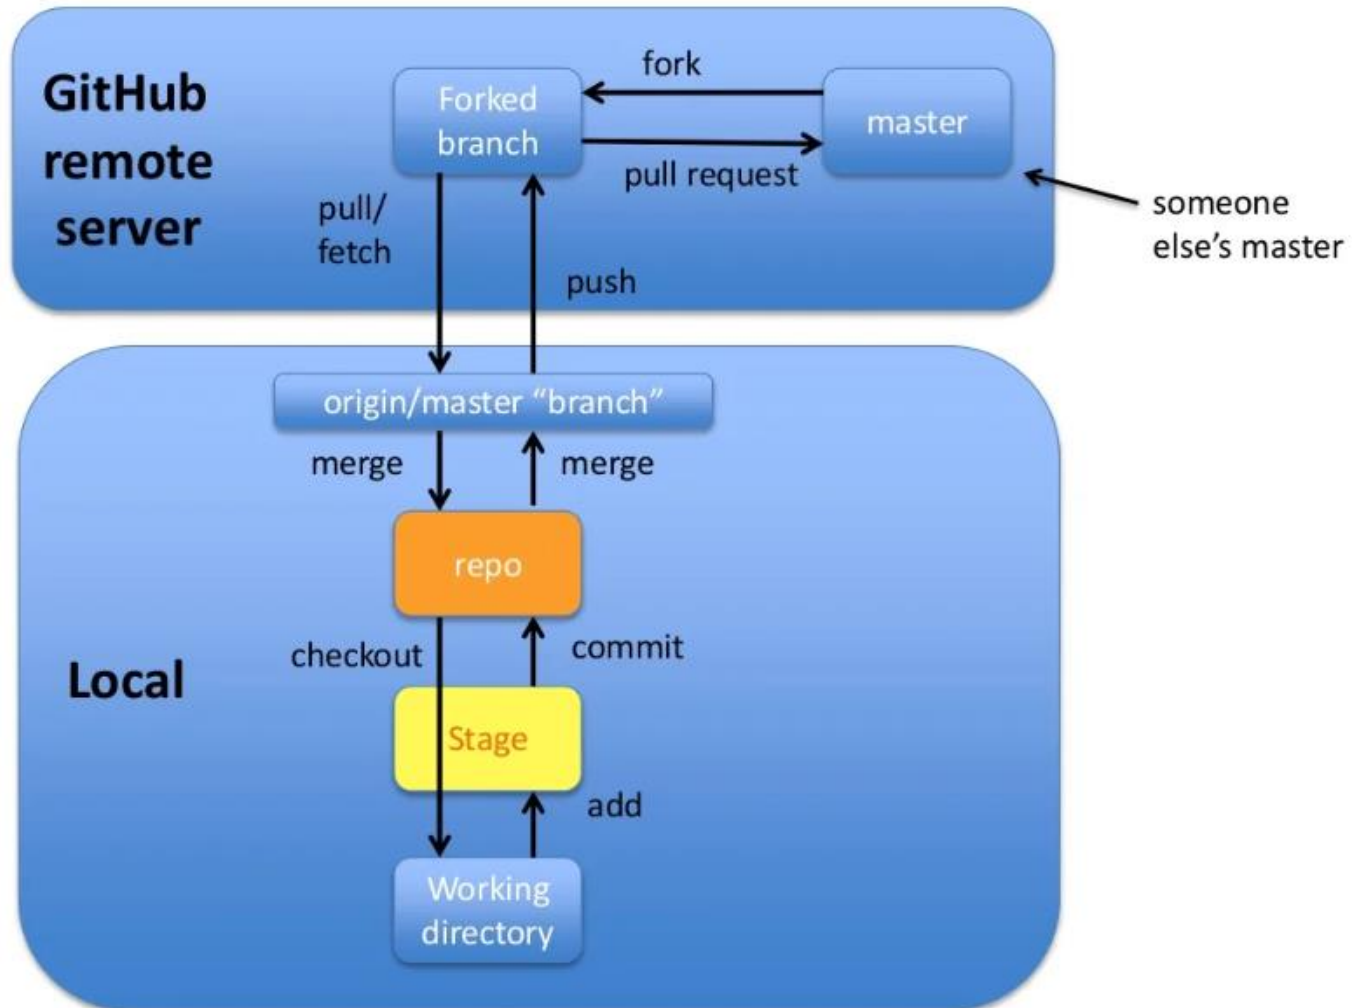 GitHub
remote
server
Forked
branch
fork
master
pull request
someone
else’s master
pull/
fetch
push
origin/master “branch”
merge
merge
repo
Local
checkout
commit
Stage
add
Working
directory